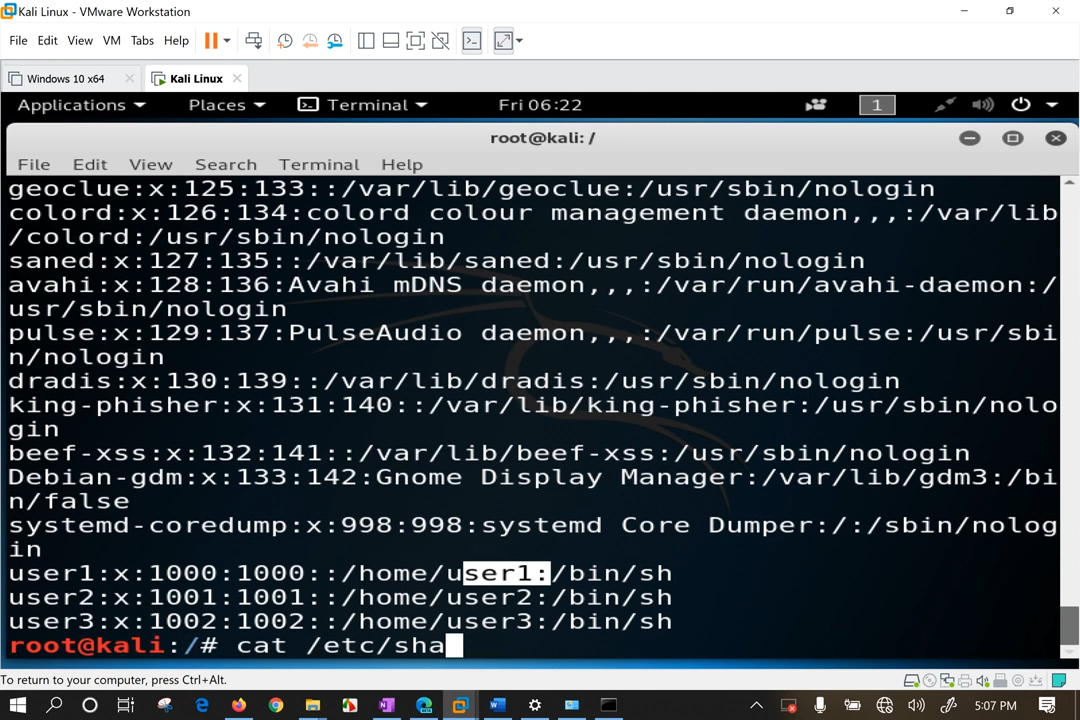 Kali Linux - VMware Workstation
File Edit View VM Tabs Help
Windows 10 x64 Kali Linux
Applications Places Terminal Fri 06:22 1
root@kali: /
File Edit View Search Terminal Help
geoclue:x:125:133::/var/lib/geoclue:/usr/sbin/nologin
colord:x:126:134:colord colour management daemon,,,:/var/lib
/colord:/usr/sbin/nologin
saned:x:127:135::/var/lib/saned:/usr/sbin/nologin
avahi:x:128:136:Avahi mDNS daemon,,,:/var/run/avahi-daemon:/
usr/sbin/nologin
pulse:x:129:137:PulseAudio daemon,,,:/var/run/pulse:/usr/sbi
n/nologin
dradis:x:130:139::/var/lib/dradis:/usr/sbin/nologin
king-phisher:x:131:140::/var/lib/king-phisher:/usr/sbin/nolo
gin
beef-xss:x:132:141::/var/lib/beef-xss:/usr/sbin/nologin
Debian-gdm:x:133:142:Gnome Display Manager:/var/lib/gdm3:/bi
n/false
systemd-coredump:x:998:998:systemd Core Dumper:/:/sbin/nolog
in
user1:x:1000:1000::/home/user1:/bin/sh
user2:x:1001:1001::/home/user2:/bin/sh
user3:x:1002:1002::/home/user3:/bin/sh
root@kali:/# cat /etc/sha
To return to your computer, press Ctrl+Alt.
5:07 PM